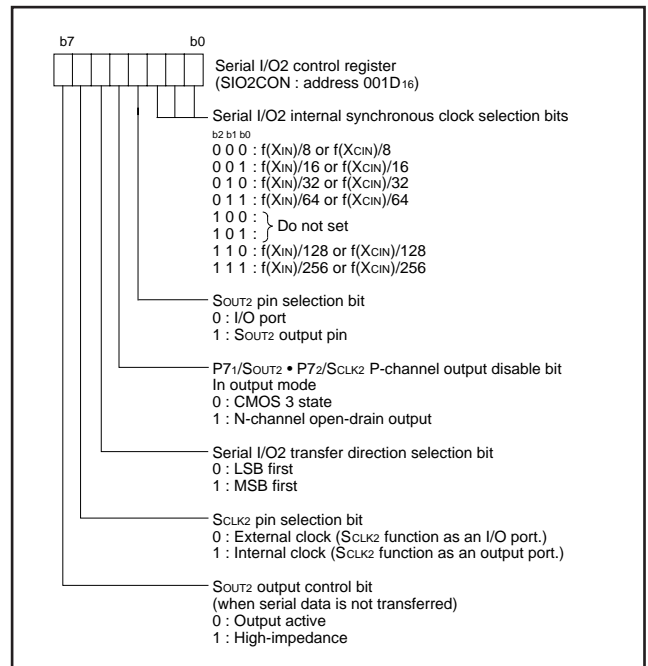 b7 b0
Serial I/O2 control register
(SIO2CON : address 001D16)
Serial I/O2 internal synchronous clock selection bits
b2 b1 b0
0 0 0 : f(XIN)/8 or f(XCIN)/8
0 0 1 : f(XIN)/16 or f(XCIN)/16
0 1 0 : f(XIN)/32 or f(XCIN)/32
0 1 1 : f(XIN)/64 or f(XCIN)/64
1 0 0 :
1 0 1 :
Do not set
1 1 0 : f(XIN)/128 or f(XCIN)/128
1 1 1 : f(XIN)/256 or f(XCIN)/256
SOUT2 pin selection bit
0 : I/O port
1 : SOUT2 output pin
P71/SOUT2 • P72/SCLK2 P-channel output disable bit
In output mode
0 : CMOS 3 state
1 : N-channel open-drain output
Serial I/O2 transfer direction selection bit
0 : LSB first
1 : MSB first
SCLK2 pin selection bit
0 : External clock (SCLK2 function as an I/O port.)
1 : Internal clock (SCLK2 function as an output port.)
SOUT2 output control bit
(when serial data is not transferred)
0 : Output active
1 : High-impedance